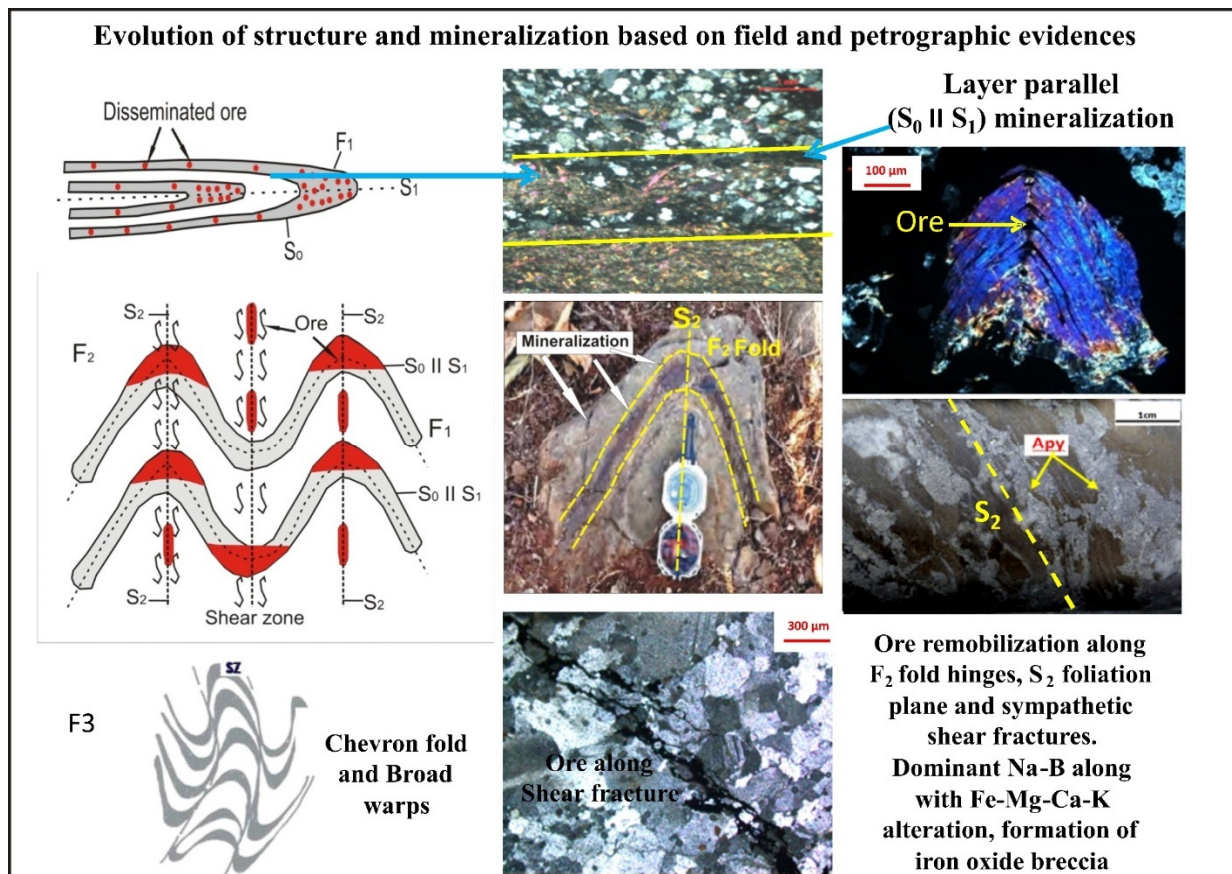 Evolution of structure and mineralization based on field and petrographic evidences
Disseminated ore
F₁
S₁
S₀
Layer parallel
(S₀ II S₁) mineralization
100 µm
Ore
S₂
Ore
S₂
F₂
S₀ II S₁
F₁
S₀ II S₁
S₂
S₂
Shear zone
Mineralization
S₂
F₂ Fold
1cm
Apy
S₂
SZ
F3
Chevron fold
and Broad
warps
300 µm
Ore along
Shear fracture
Ore remobilization along
F₂ fold hinges, S₂ foliation
plane and sympathetic
shear fractures.
Dominant Na-B along
with Fe-Mg-Ca-K
alteration, formation of
iron oxide breccia